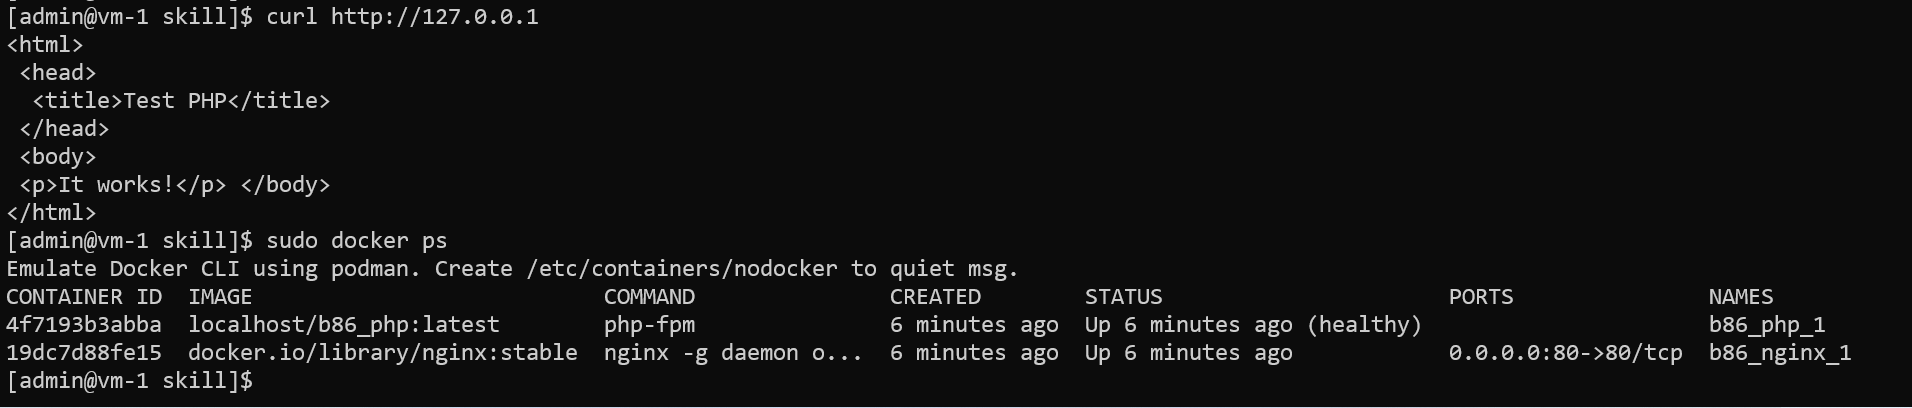 [admin@vm-1 skill]$ curl http://127.0.0.1
<html>
 <head>
  <title>Test PHP</title>
 </head>
 <body>
 <p>It works!</p> </body>
</html>
[admin@vm-1 skill]$ sudo docker ps
Emulate Docker CLI using podman. Create /etc/containers/nodocker to quiet msg.
CONTAINER ID  IMAGE                           COMMAND               CREATED        STATUS                      PORTS               NAMES
4f7193b3abba  localhost/b86_php:latest        php-fpm               6 minutes ago  Up 6 minutes ago (healthy)                      b86_php_1
19dc7d88fe15  docker.io/library/nginx:stable  nginx -g daemon o...  6 minutes ago  Up 6 minutes ago            0.0.0.0:80->80/tcp  b86_nginx_1
[admin@vm-1 skill]$